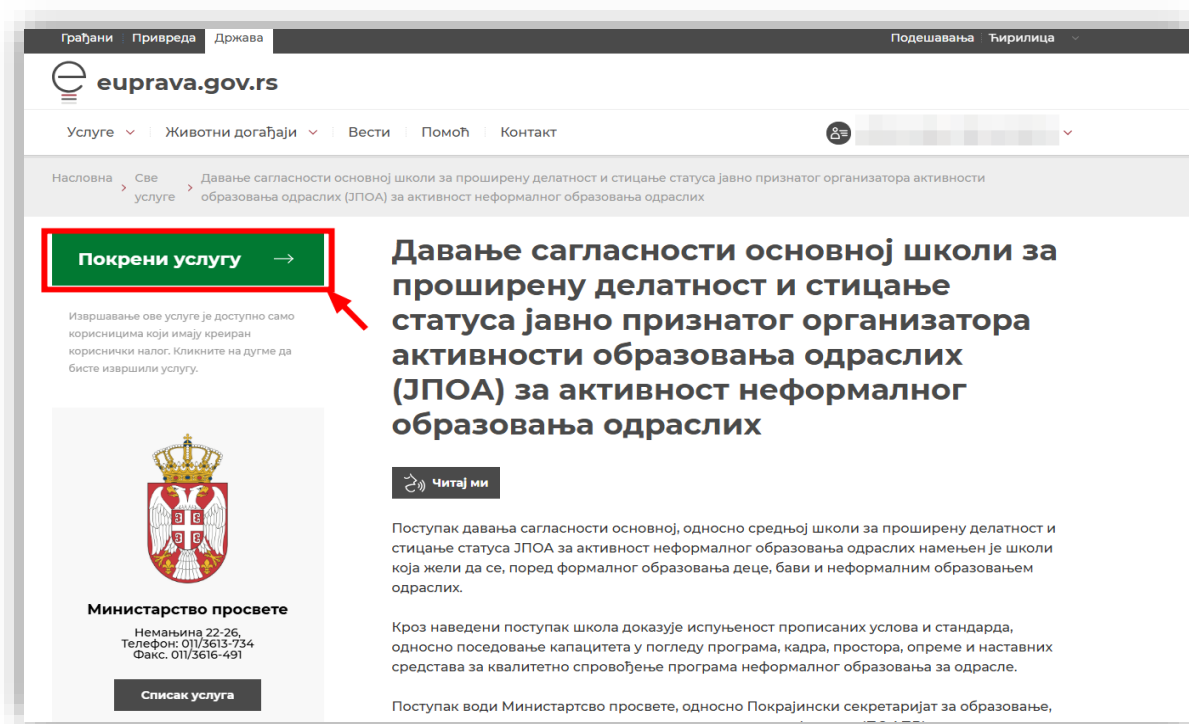 Грађани Привреда Држава Подешавања Ћирилица
euprava.gov.rs
Услуге Животни догађаји Вести Помоћ Контакт
Насловна Све услуге Давање сагласности основној школи за проширену делатност и стицање статуса јавно признатог организатора активности
образовања одраслих (ЈПОА) за активност неформалног образовања одраслих
Покрени услугу →
Извршавање ове услуге је доступно само
корисницима који имају креиран
кориснички налог. Кликните на дугме да
бисте извршили услугу.
Министарство просвете
Немањина 22-26,
Телефон: 011/3613-734
Факс. 011/3616-491
Списак услуга
Давање сагласности основној школи за
проширену делатност и стицање
статуса јавно признатог организатора
активности образовања одраслих
(ЈПОА) за активност неформалног
образовања одраслих
Читај ми
Поступак давања сагласности основној, односно средњој школи за проширену делатност и
стицање статуса ЈПОА за активност неформалног образовања одраслих намењен је школи
која жели да се, поред формалног образовања деце, бави и неформалним образовањем
одраслих.
Кроз наведени поступак школа доказује испуњеност прописаних услова и стандарда,
односно поседовање капацитета у погледу програма, кадра, простора, опреме и наставних
средстава за квалитетно спровођење програма неформалног образовања за одрасле.
Поступак води Министартсво просвете, односно Покрајински секретаријат за образовање,